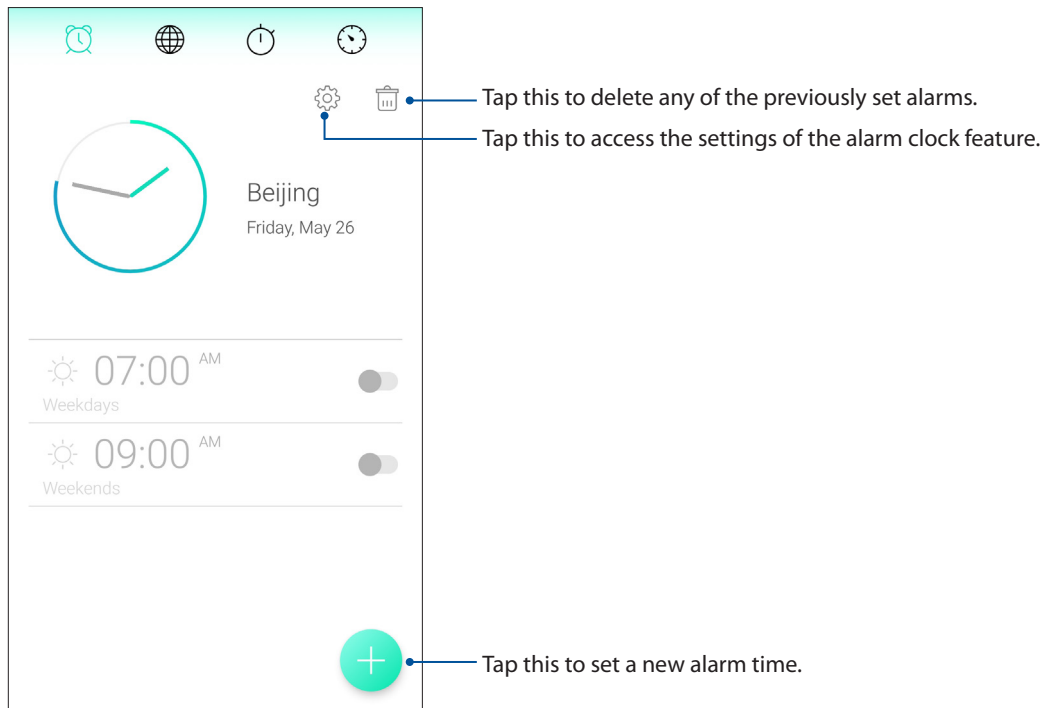 Tap this to delete any of the previously set alarms.
Tap this to access the settings of the alarm clock feature.
Beijing
Friday, May 26
07:00 AM
Weekdays
09:00 AM
Weekends
Tap this to set a new alarm time.